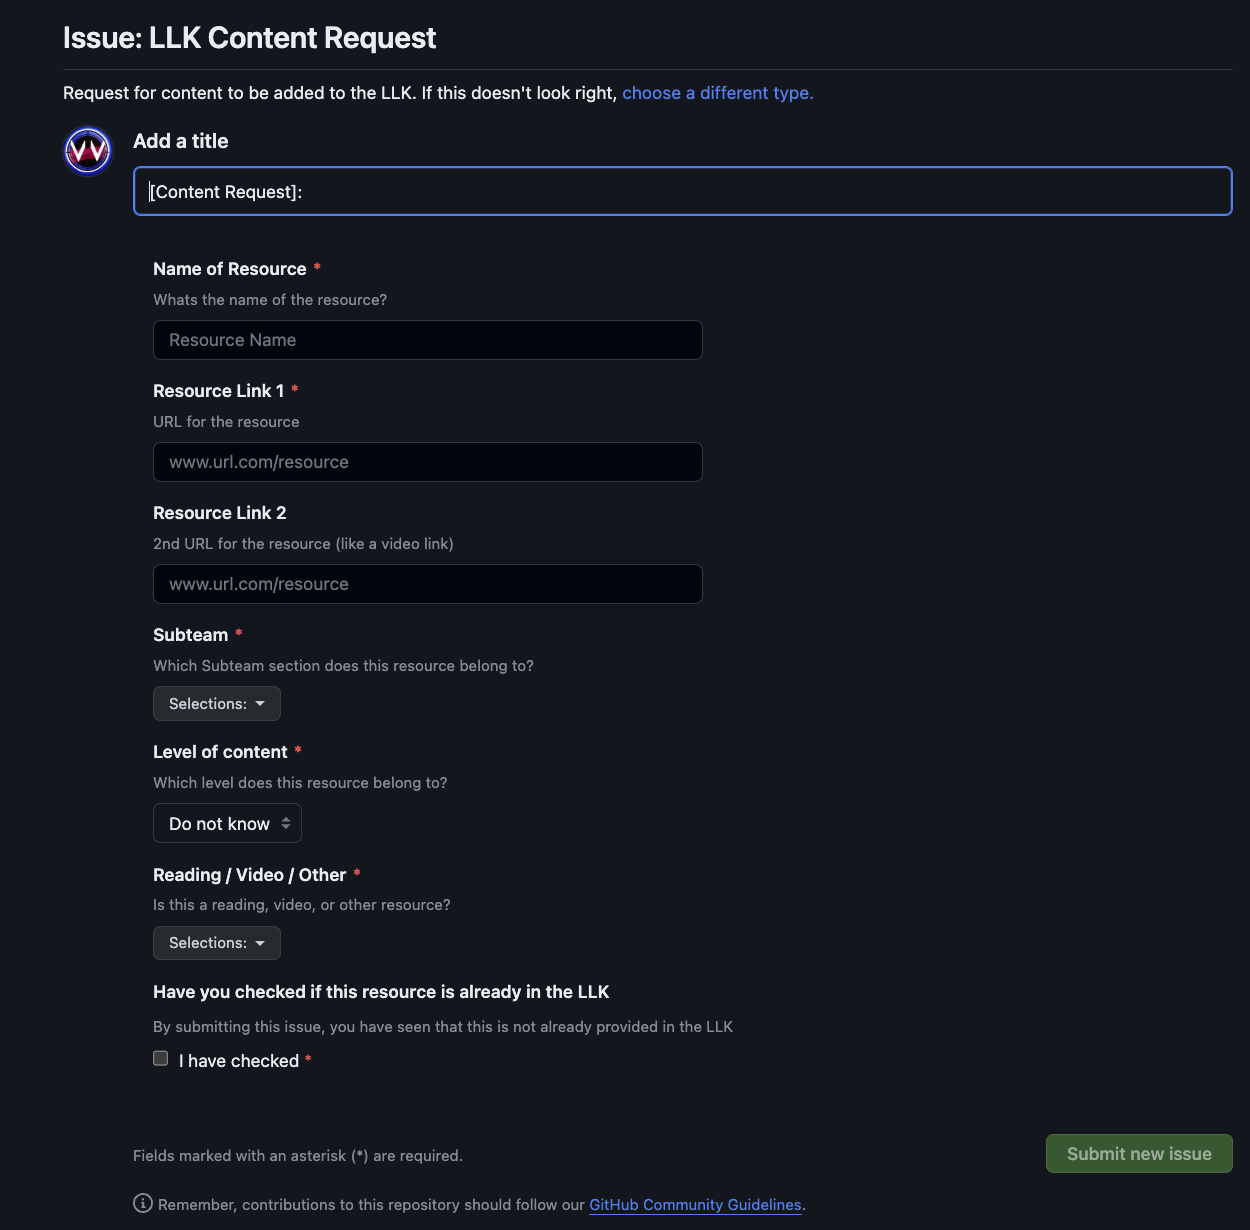 Issue: LLK Content Request
Request for content to be added to the LLK. If this doesn't look right, choose a different type.
Add a title
[Content Request]:
Name of Resource *
Whats the name of the resource?
Resource Name
Resource Link 1 *
URL for the resource
www.url.com/resource
Resource Link 2
2nd URL for the resource (like a video link)
www.url.com/resource
Subteam *
Which Subteam section does this resource belong to?
Selections:
Level of content *
Which level does this resource belong to?
Do not know
Reading / Video / Other *
Is this a reading, video, or other resource?
Selections:
Have you checked if this resource is already in the LLK
By submitting this issue, you have seen that this is not already provided in the LLK
I have checked *
Fields marked with an asterisk (*) are required.
Submit new issue
Remember, contributions to this repository should follow our GitHub Community Guidelines.